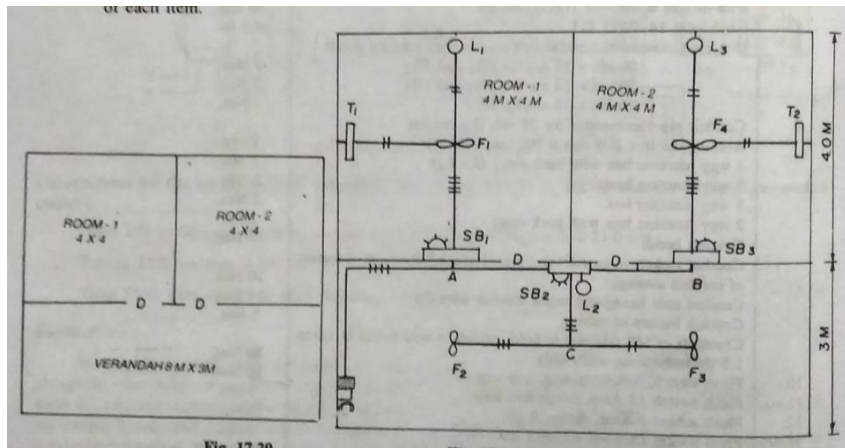 of each item.
ROOM-1
4 X 4
ROOM-2
4 X 4
D
D
VERANDAH 8 M X 3M
Fig. 17.29
L1
L3
ROOM-1
4 M X 4 M
ROOM-2
4 M X 4 M
T1
T2
F1
F4
4.0 M
SB1
SB3
D
D
A
B
SB2
L2
C
F2
F3
3 M